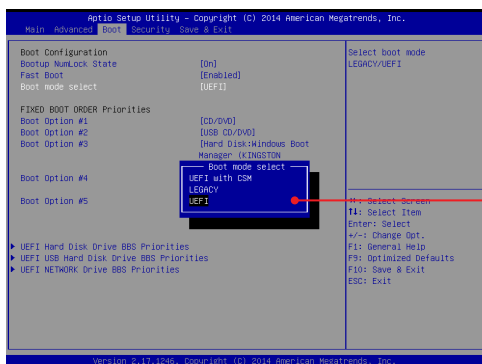 Aptio Setup Utility - Copyright (C) 2014 American Megatrends, Inc.
Main Advanced Boot Security Save & Exit
Boot Configuration
Bootup NumLock State [On]
Fast Boot [Enabled]
Boot mode select [UEFI]
FIXED BOOT ORDER Priorities
Boot Option #1 [CD/DVD]
Boot Option #2 [USB CD/DVD]
Boot Option #3 [Hard Disk:Windows Boot
Manager (KINGSTON
Boot Option #4
Boot Option #5
Boot mode select
UEFI with CSM
LEGACY
UEFI
▶ UEFI Hard Disk Drive BBS Priorities
▶ UEFI USB Hard Disk Drive BBS Priorities
▶ UEFI NETWORK Drive BBS Priorities
Select boot mode
LEGACY/UEFI
Select Screen
↑↓: Select Item
Enter: Select
+/-: Change Opt.
F1: General Help
F9: Optimized Defaults
F10: Save & Exit
ESC: Exit
Version 2.17.1246. Copyright (C) 2014 American Megatrends, Inc.